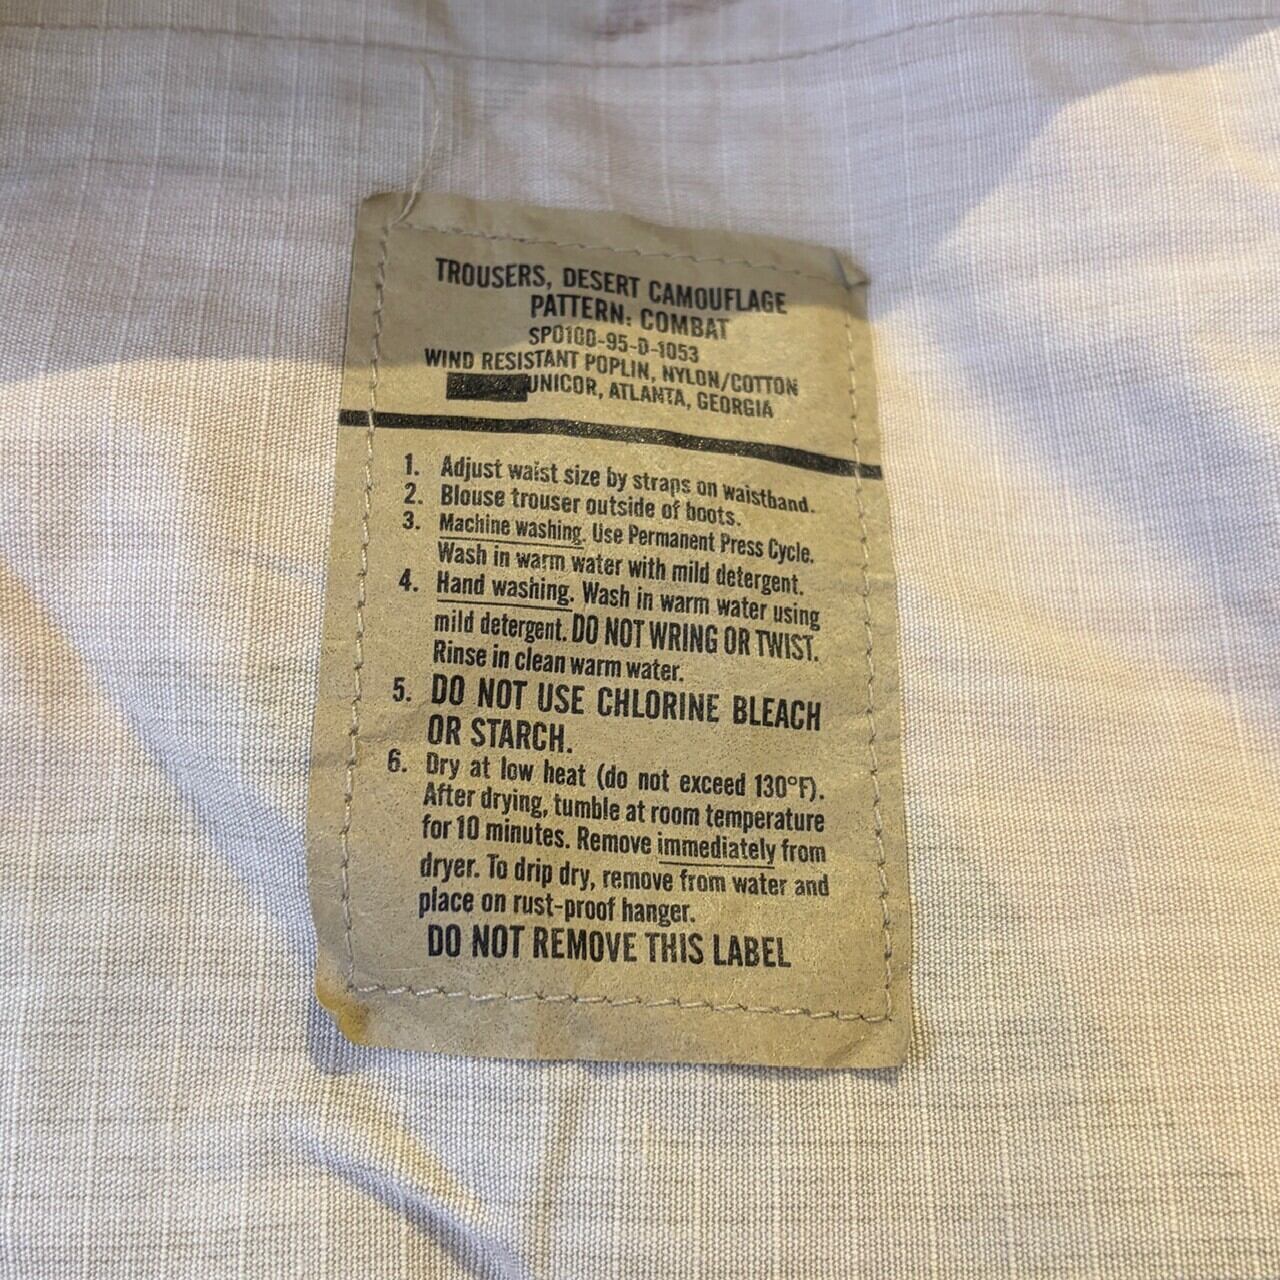 TROUSERS, DESERT CAMOUFLAGE
PATTERN: COMBAT
SPO100-95-D-1053
WIND RESISTANT POPLIN, NYLON/COTTON
UNICOR, ATLANTA, GEORGIA
1. Adjust waist size by straps on waistband.
2. Blouse trouser outside of boots.
3. Machine washing. Use Permanent Press Cycle.
Wash in warm water with mild detergent.
4. Hand washing. Wash in warm water using
mild detergent. DO NOT WRING OR TWIST.
Rinse in clean warm water.
5. DO NOT USE CHLORINE BLEACH
OR STARCH.
6. Dry at low heat (do not exceed 130°F).
After drying, tumble at room temperature
for 10 minutes. Remove immediately from
dryer. To drip dry, remove from water and
place on rust-proof hanger.
DO NOT REMOVE THIS LABEL